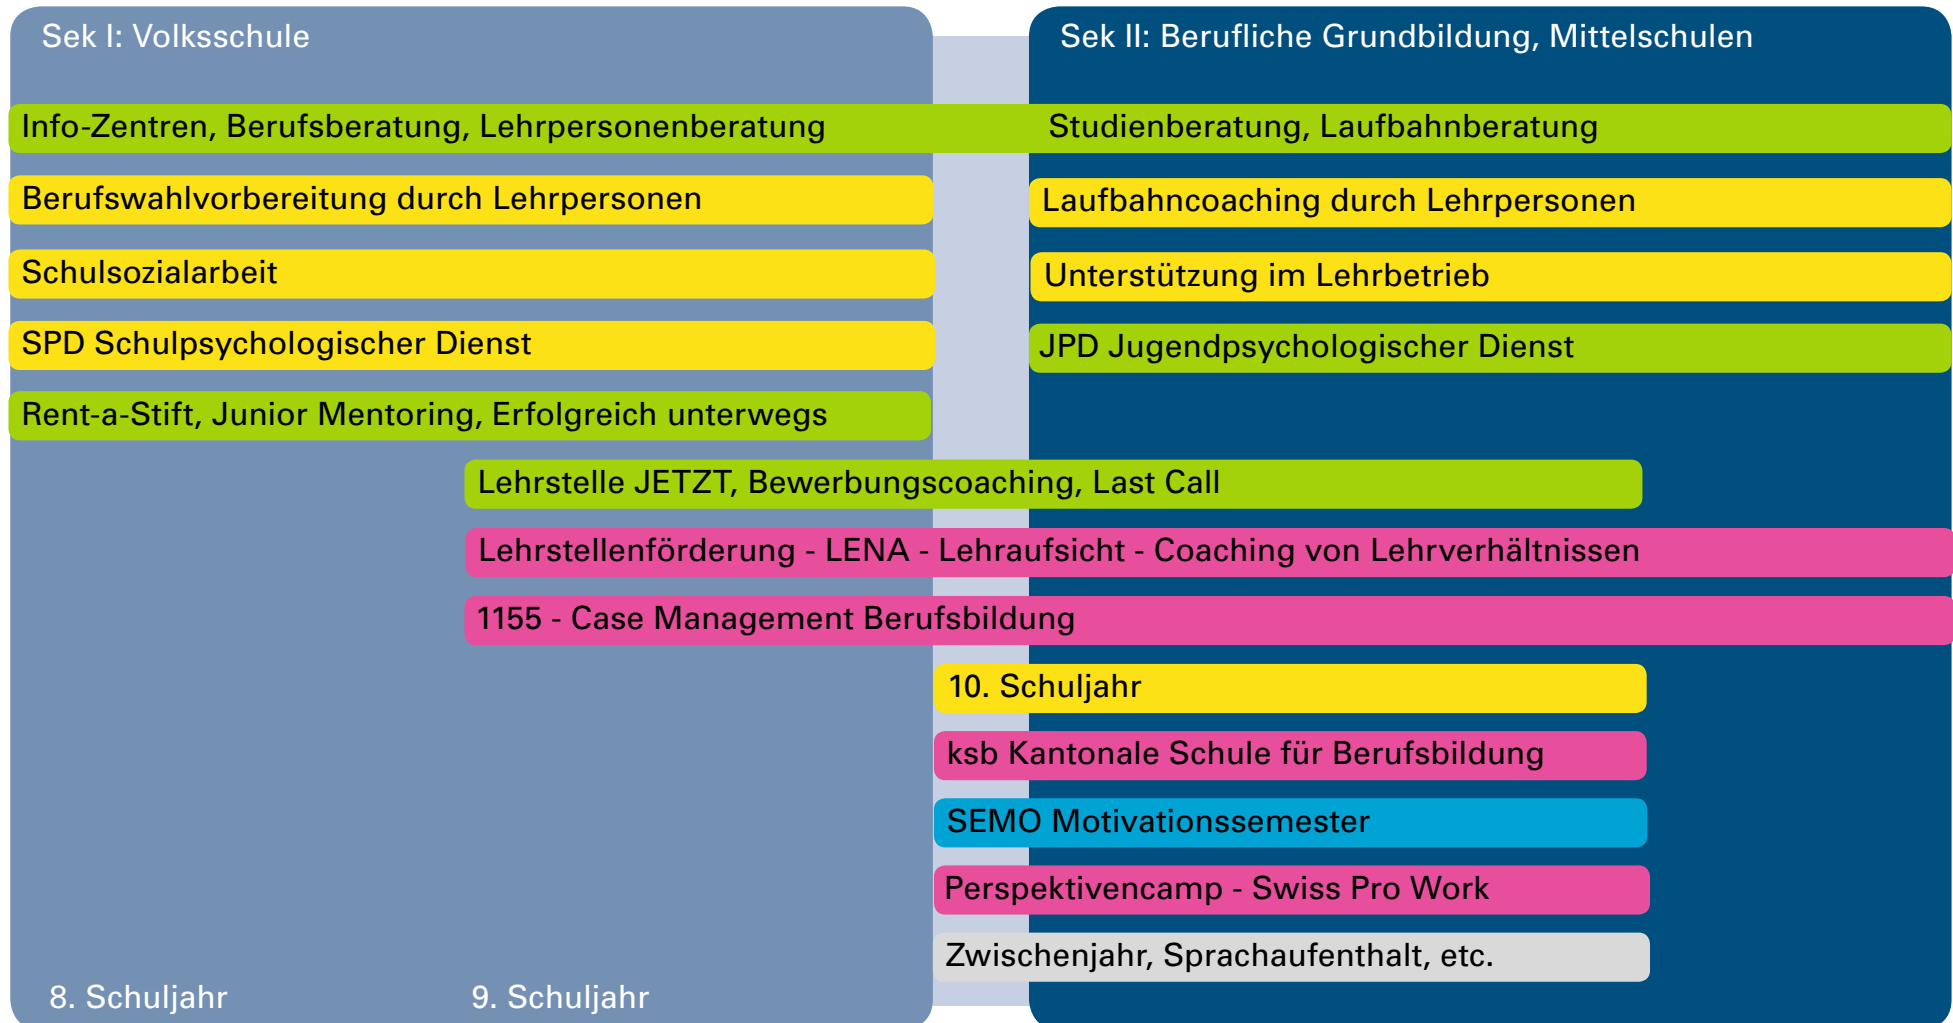 Sek I: Volksschule
Sek II: Berufliche Grundbildung, Mittelschulen
Info-Zentren, Berufsberatung, Lehrpersonenberatung
Studienberatung, Laufbahnberatung
Berufswahlvorbereitung durch Lehrpersonen
Laufbahncoaching durch Lehrpersonen
Schulsozialarbeit
Unterstützung im Lehrbetrieb
SPD Schulpsychologischer Dienst
JPD Jugendpsychologischer Dienst
Rent-a-Stift, Junior Mentoring, Erfolgreich unterwegs
Lehrstelle JETZT, Bewerbungscoaching, Last Call
Lehrstellenförderung - LENA - Lehraufsicht - Coaching von Lehrverhältnissen
1155 - Case Management Berufsbildung
10. Schuljahr
ksb Kantonale Schule für Berufsbildung
SEMO Motivationssemester
Perspektivencamp - Swiss Pro Work
Zwischenjahr, Sprachaufenthalt, etc.
8. Schuljahr
9. Schuljahr